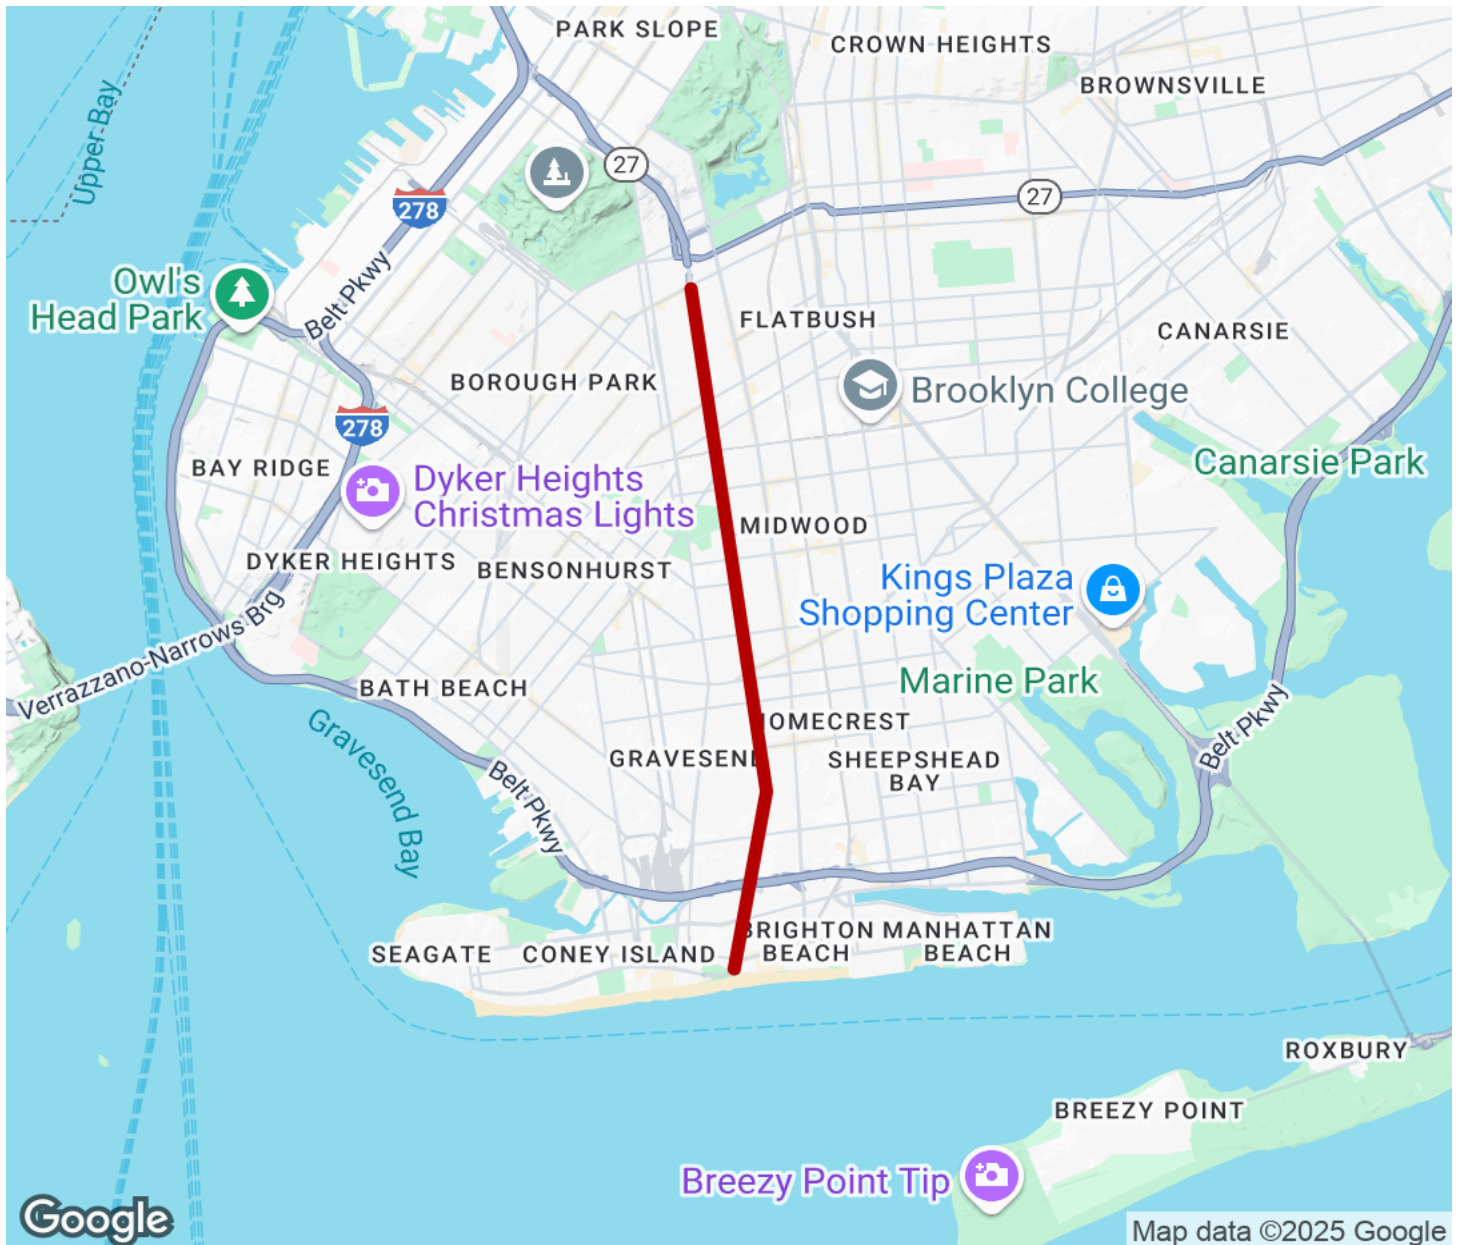 PARK SLOPE
CROWN HEIGHTS
BROWNSVILLE
Upper Bay
27
278
27
Belt Pkwy
Owl's
Head Park
FLATBUSH
CANARSIE
BOROUGH PARK
Brooklyn College
278
BAY RIDGE
Canarsie Park
Dyker Heights
Christmas Lights
MIDWOOD
DYKER HEIGHTS
BENSONHURST
Kings Plaza
Shopping Center
Verrazzano-Narrows Brg
Marine Park
BATH BEACH
Gravesend Bay
HOMECREST
Belt Pkwy
GRAVESEND
SHEEPSHEAD
BAY
Belt Pkwy
BRIGHTON
BEACH
MANHATTAN
BEACH
SEAGATE
CONEY ISLAND
ROXBURY
BREEZY POINT
Breezy Point Tip
Google
Map data ©2025 Google